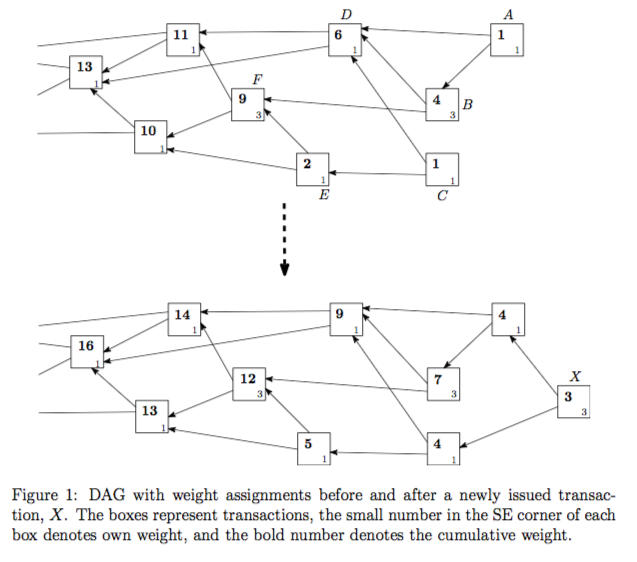 D A
11 6 1
1 1 1
13
1
F
9 4 B
3 3
10
1
2 1
1 1
E C
14 9 4
1 1 1
16
1
X
12 7 3
3 3 3
13
1
5 4
1 1
Figure 1: DAG with weight assignments before and after a newly issued transac-
tion, X. The boxes represent transactions, the small number in the SE corner of each
box denotes own weight, and the bold number denotes the cumulative weight.